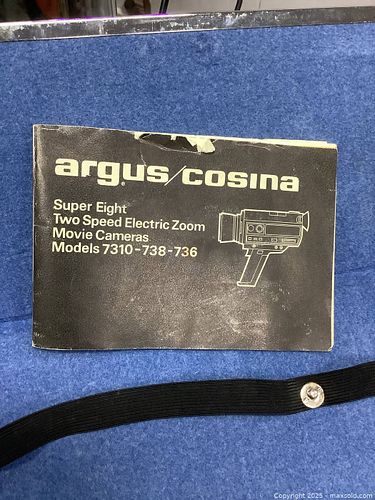 argus/cosina
Super Eight
Two Speed Electric Zoom
Movie Cameras
Models 7310-738-736
Copyright 2025 - maxsold.com